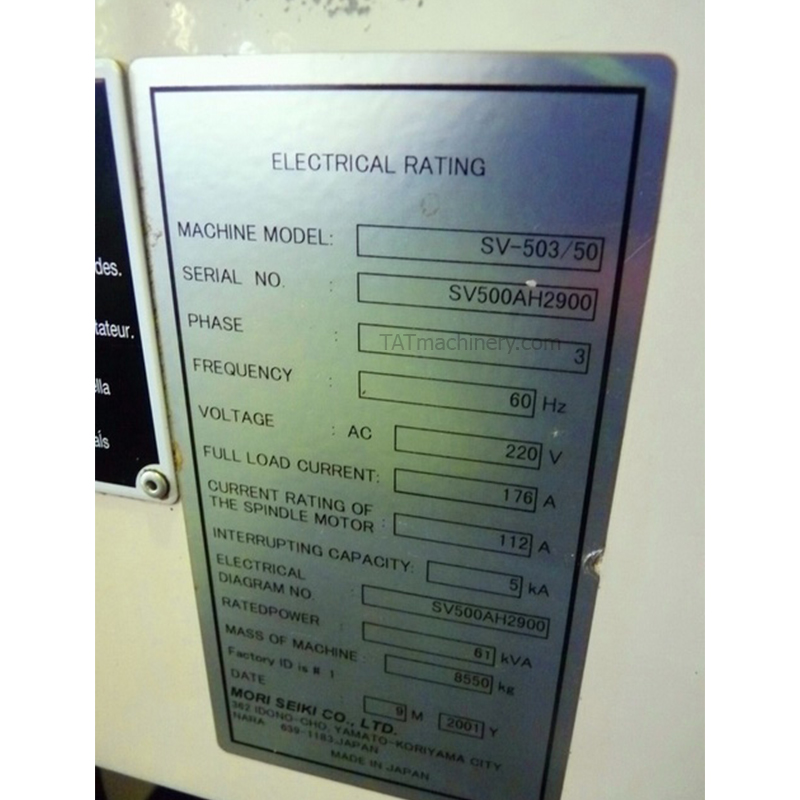 ELECTRICAL RATING
MACHINE MODEL: SV-503/50
SERIAL NO. : SV500AH2900
PHASE : 3
TATmachinery.com
FREQUENCY : 60 Hz
VOLTAGE : AC 220 V
FULL LOAD CURRENT: 176 A
CURRENT RATING OF
THE SPINDLE MOTOR : 112 A
INTERRUPTING CAPACITY: 5 kA
ELECTRICAL
DIAGRAM NO. : SV500AH2900
RATEDPOWER : 61 kVA
MASS OF MACHINE : 8550 kg
Factory ID is # 1
DATE 9 M 2001 Y
MORI SEIKI CO., LTD.
362 IDONO-CHO, YAMATO-KORIYAMA CITY
NARA 639-1183, JAPAN
MADE IN JAPAN
des.
tateur.
lla
aís